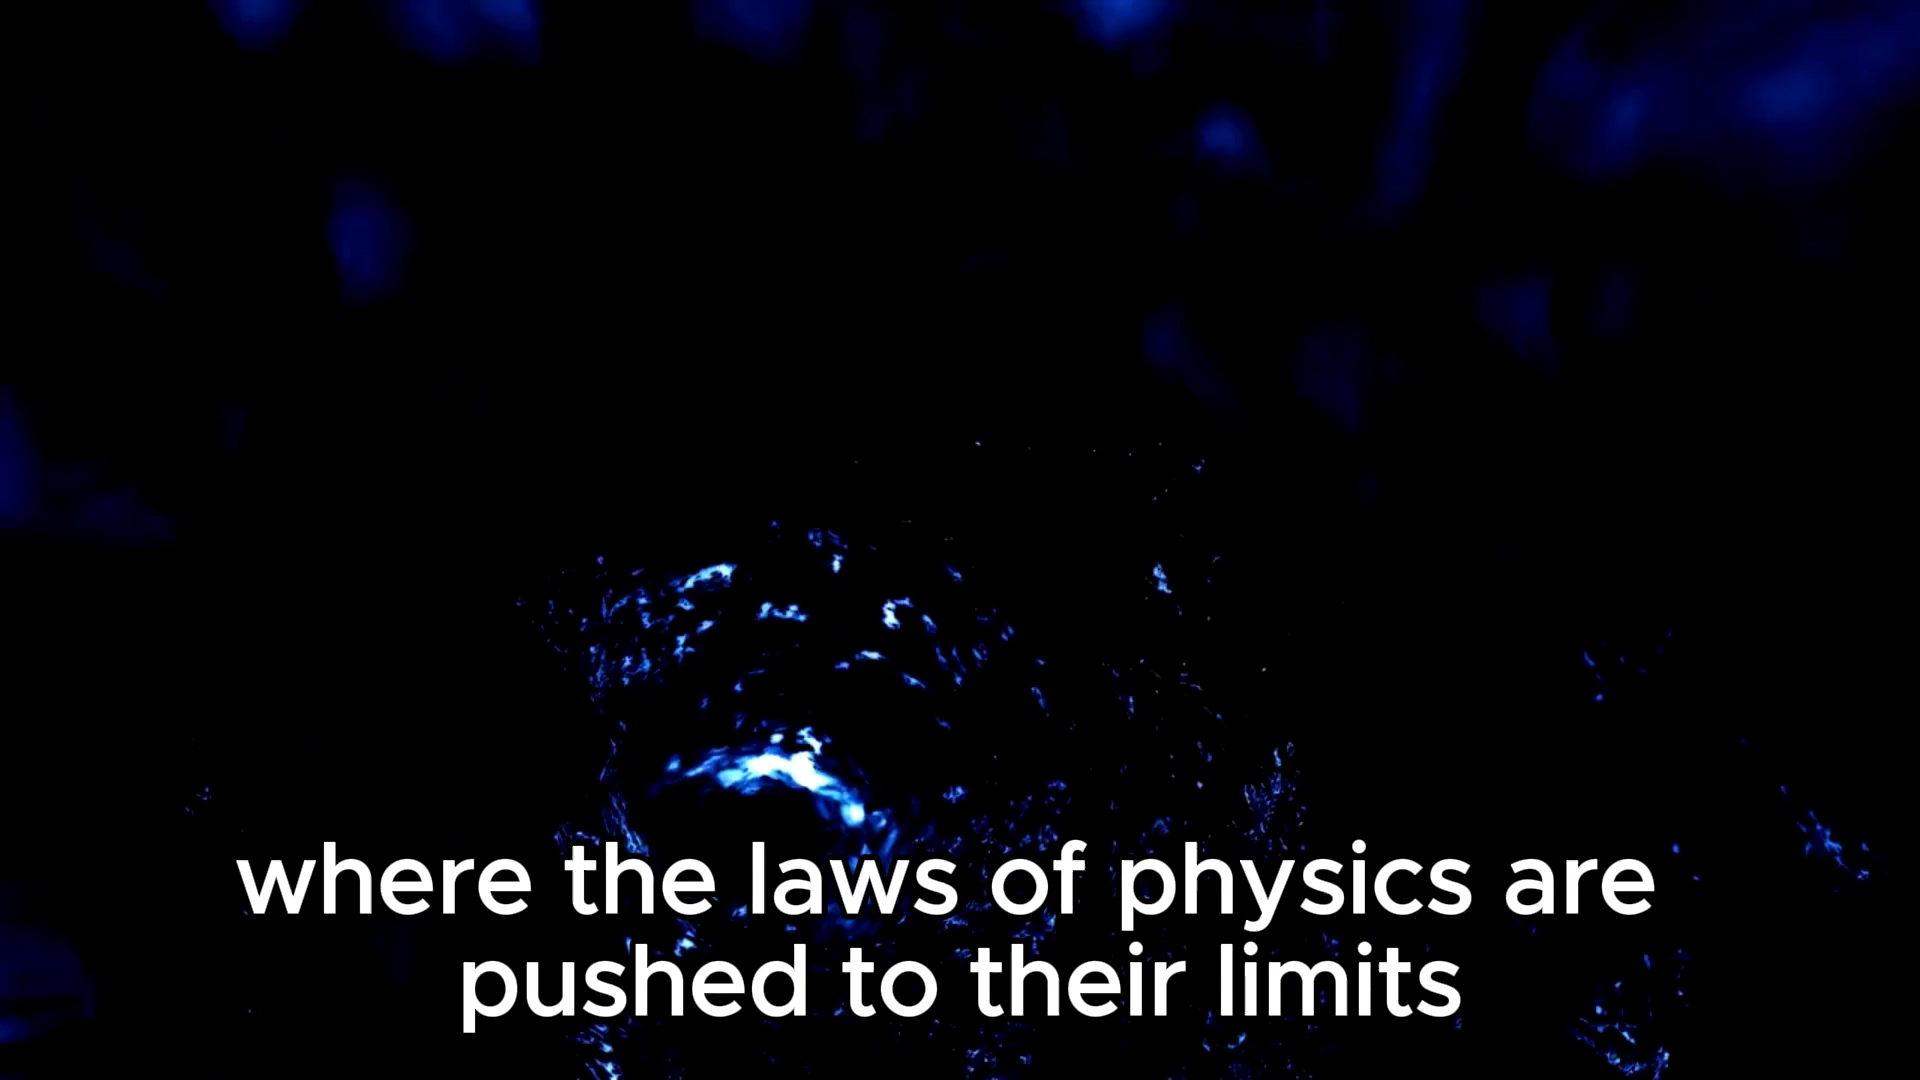 where the laws of physics are
pushed to their limits